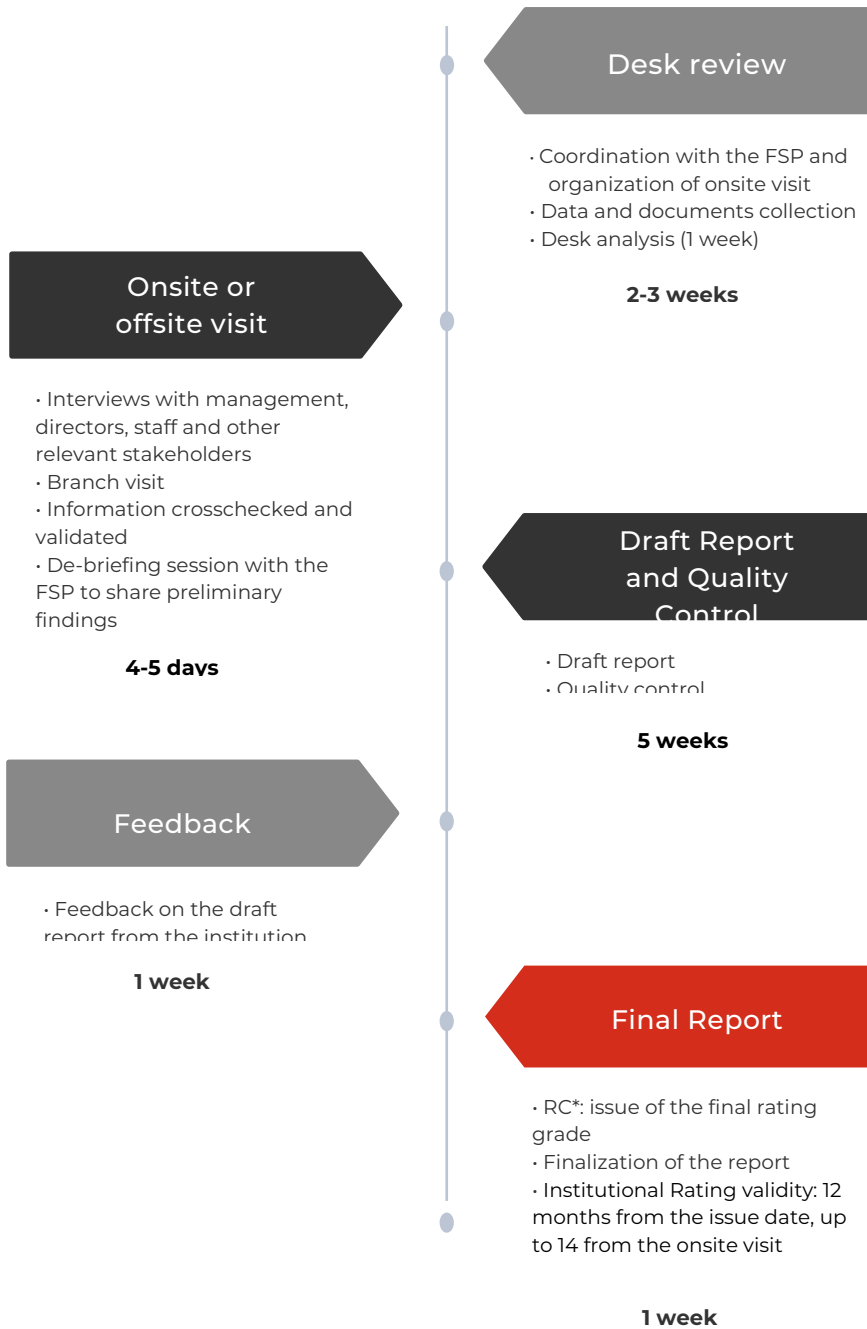 Desk review
· Coordination with the FSP and
organization of onsite visit
· Data and documents collection
· Desk analysis (1 week)
2-3 weeks
Onsite or
offsite visit
· Interviews with management,
directors, staff and other
relevant stakeholders
· Branch visit
· Information crosschecked and
validated
· De-briefing session with the
FSP to share preliminary
findings
4-5 days
Draft Report
and Quality
Control
· Draft report
· Quality control
5 weeks
Feedback
· Feedback on the draft
report from the institution
1 week
Final Report
· RC*: issue of the final rating
grade
· Finalization of the report
· Institutional Rating validity: 12
months from the issue date, up
to 14 from the onsite visit
1 week